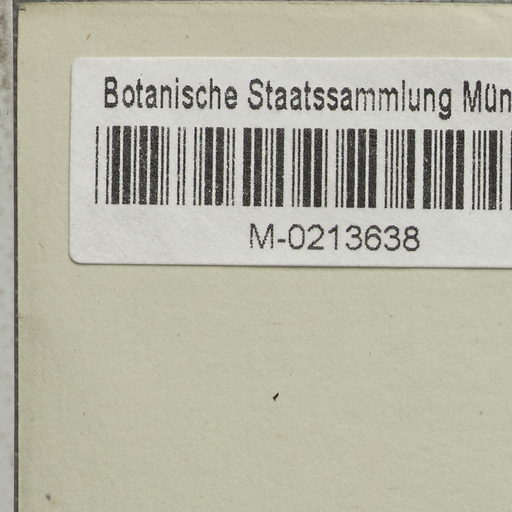 Botanische Staatssammlung Mün
M-0213638